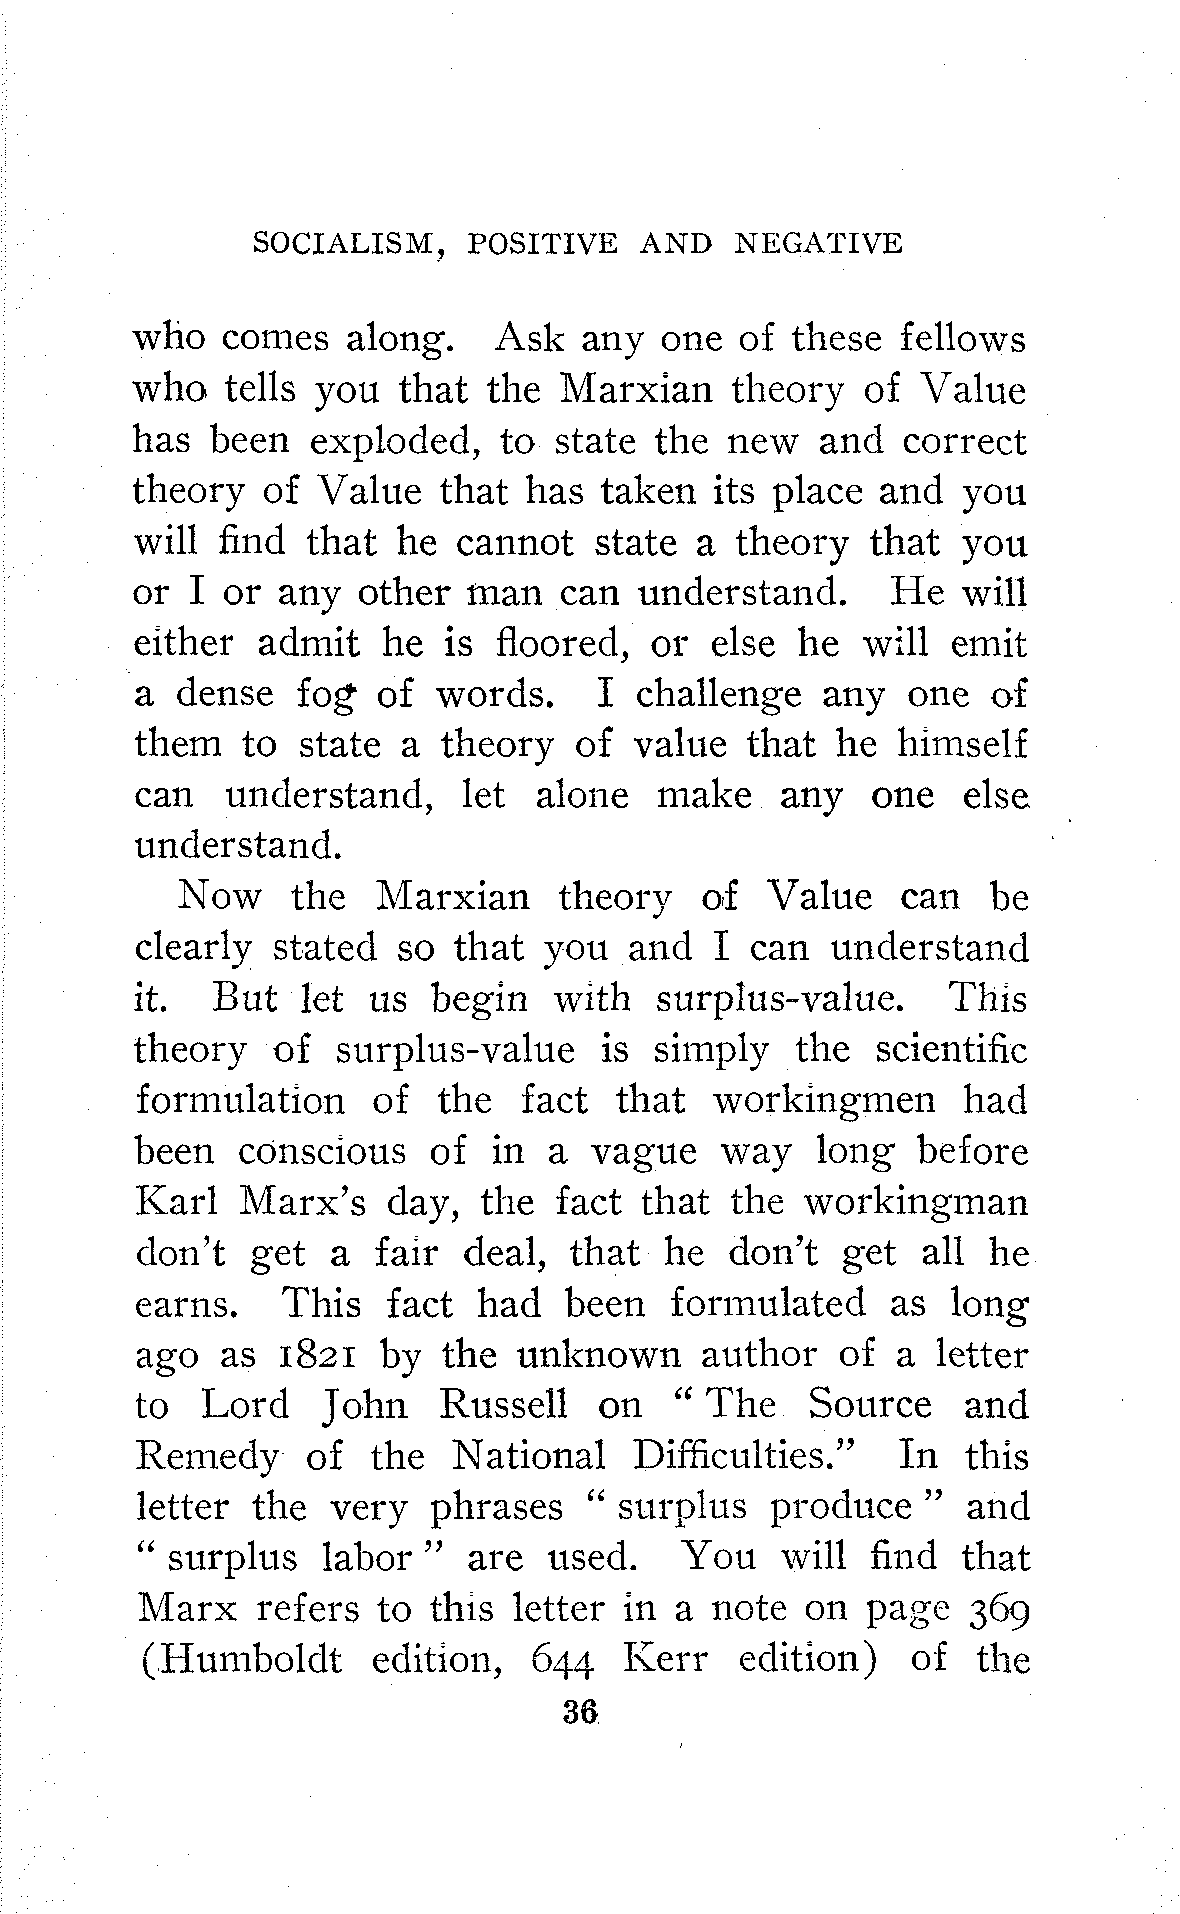 SOCIALISM, POSITIVE AND NEGATIVE
who comes along. Ask any one of these fellows
who tells you that the Marxian theory of Value
has been exploded, to state the new and correct
theory of Value that has taken its place and you
will find that he cannot state a theory that you
or I or any other man can understand. He will
either admit he is floored, or else he will emit
a dense fog of words. I challenge any one of
them to state a theory of value that he himself
can understand, let alone make any one else
understand.
Now the Marxian theory of Value can be
clearly stated so that you and I can understand
it. But let us begin with surplus-value. This
theory of surplus-value is simply the scientific
formulation of the fact that workingmen had
been conscious of in a vague way long before
Karl Marx's day, the fact that the workingman
don't get a fair deal, that he don't get all he
earns. This fact had been formulated as long
ago as 1821 by the unknown author of a letter
to Lord John Russell on “ The Source and
Remedy of the National Difficulties.” In this
letter the very phrases “ surplus produce ” and
“ surplus labor ” are used. You will find that
Marx refers to this letter in a note on page 369
(Humboldt edition, 644 Kerr edition) of the
36